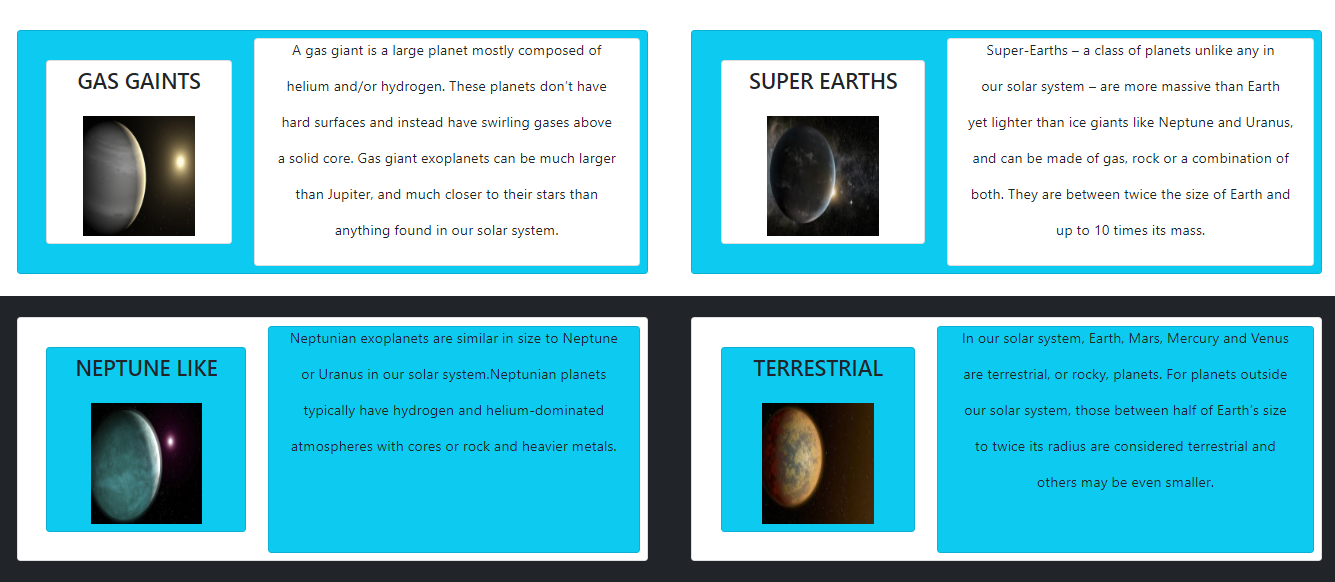 GAS GAINTS
A gas giant is a large planet mostly composed of
helium and/or hydrogen. These planets don't have
hard surfaces and instead have swirling gases above
a solid core. Gas giant exoplanets can be much larger
than Jupiter, and much closer to their stars than
anything found in our solar system.
SUPER EARTHS
Super-Earths – a class of planets unlike any in
our solar system – are more massive than Earth
yet lighter than ice giants like Neptune and Uranus,
and can be made of gas, rock or a combination of
both. They are between twice the size of Earth and
up to 10 times its mass.
NEPTUNE LIKE
Neptunian exoplanets are similar in size to Neptune
or Uranus in our solar system.Neptunian planets
typically have hydrogen and helium-dominated
atmospheres with cores or rock and heavier metals.
TERRESTRIAL
In our solar system, Earth, Mars, Mercury and Venus
are terrestrial, or rocky, planets. For planets outside
our solar system, those between half of Earth's size
to twice its radius are considered terrestrial and
others may be even smaller.